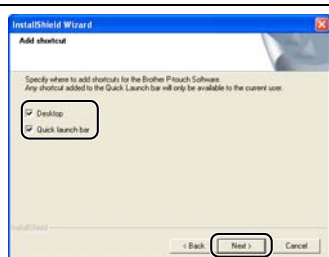 InstallShield Wizard
Add shortcut
Specify where to add shortcuts for the Brother P-touch Software.
Any shortcut added to the Quick Launch bar will only be available to the current user.
Desktop
Quick launch bar
InstallShield
< Back Next > Cancel